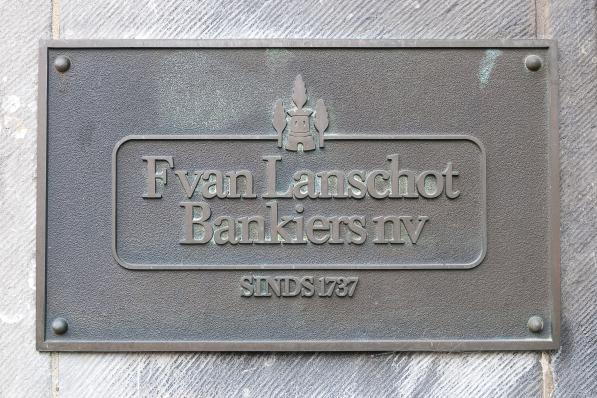 F van Lanschot
Bankiers nv
SINDS 1737